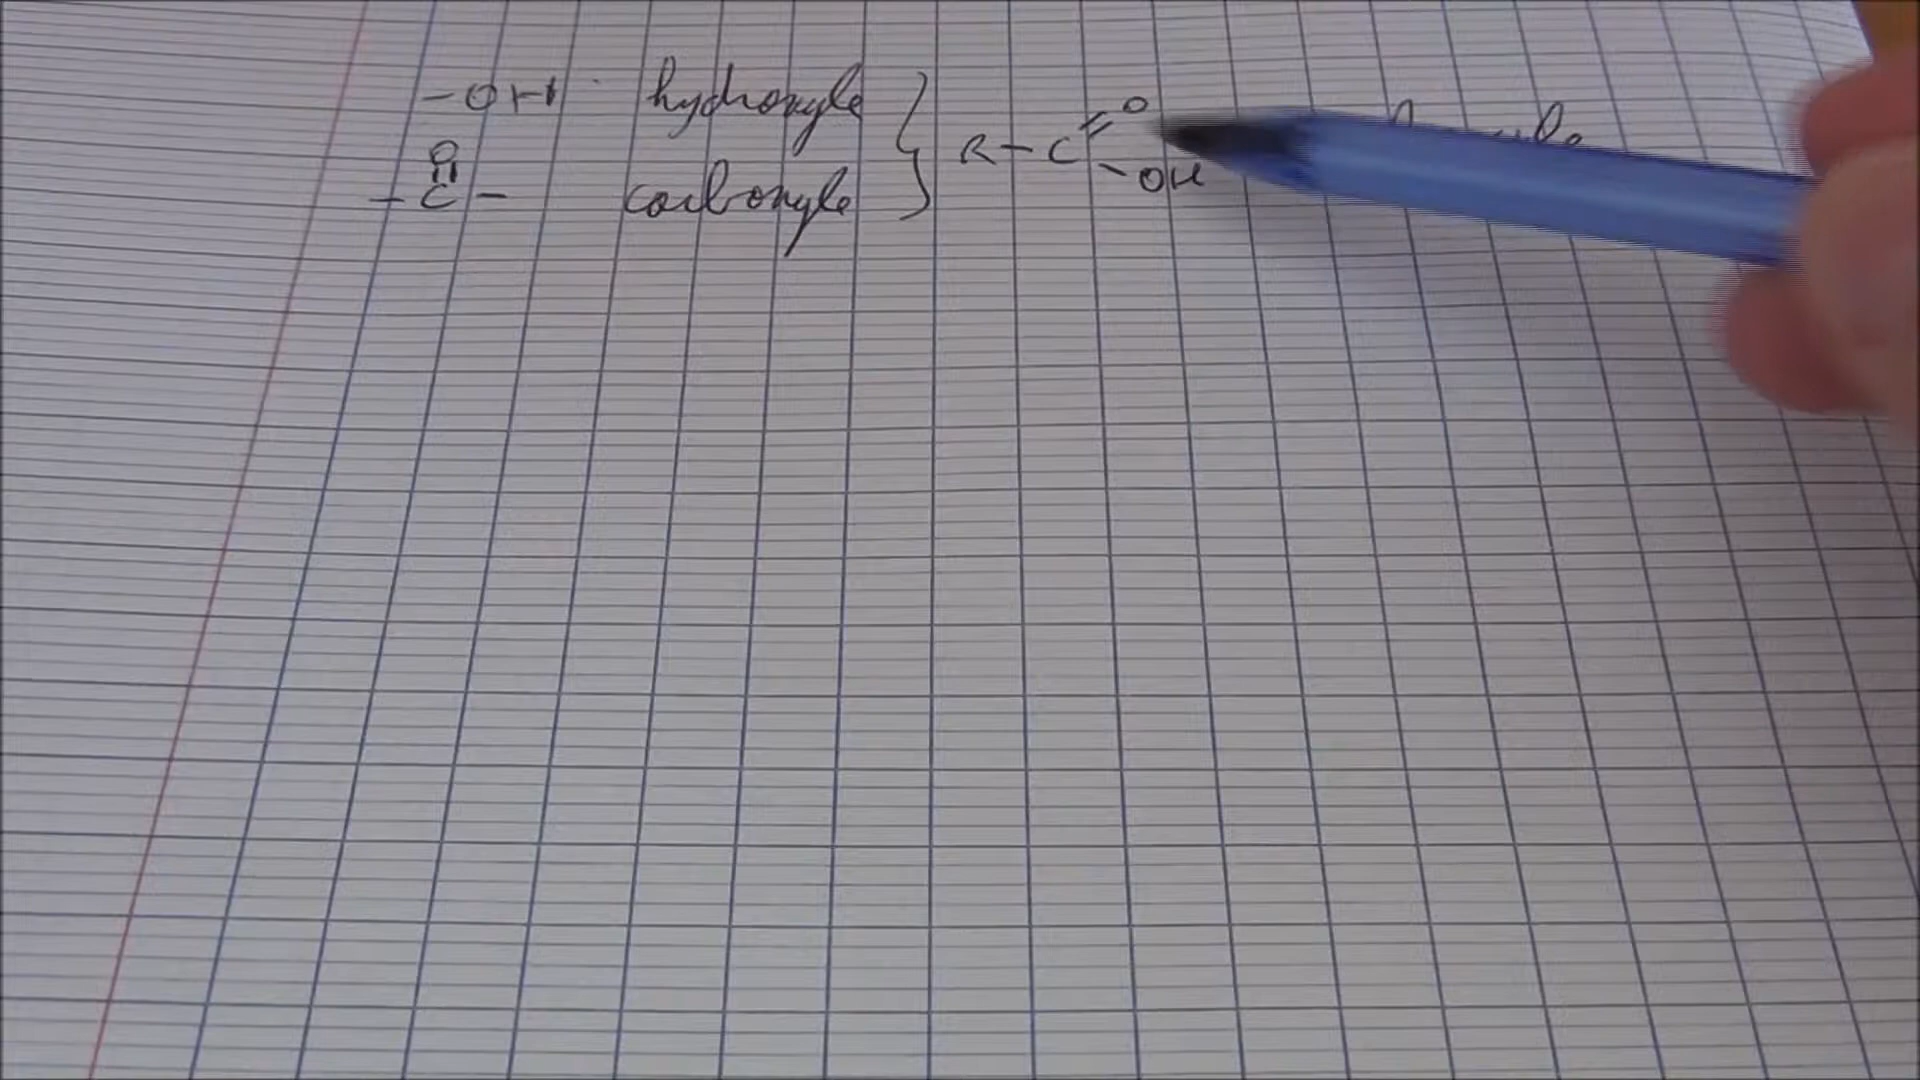 -OH hydroxyle
O
-C- carbonyle
R-C=O
-OH